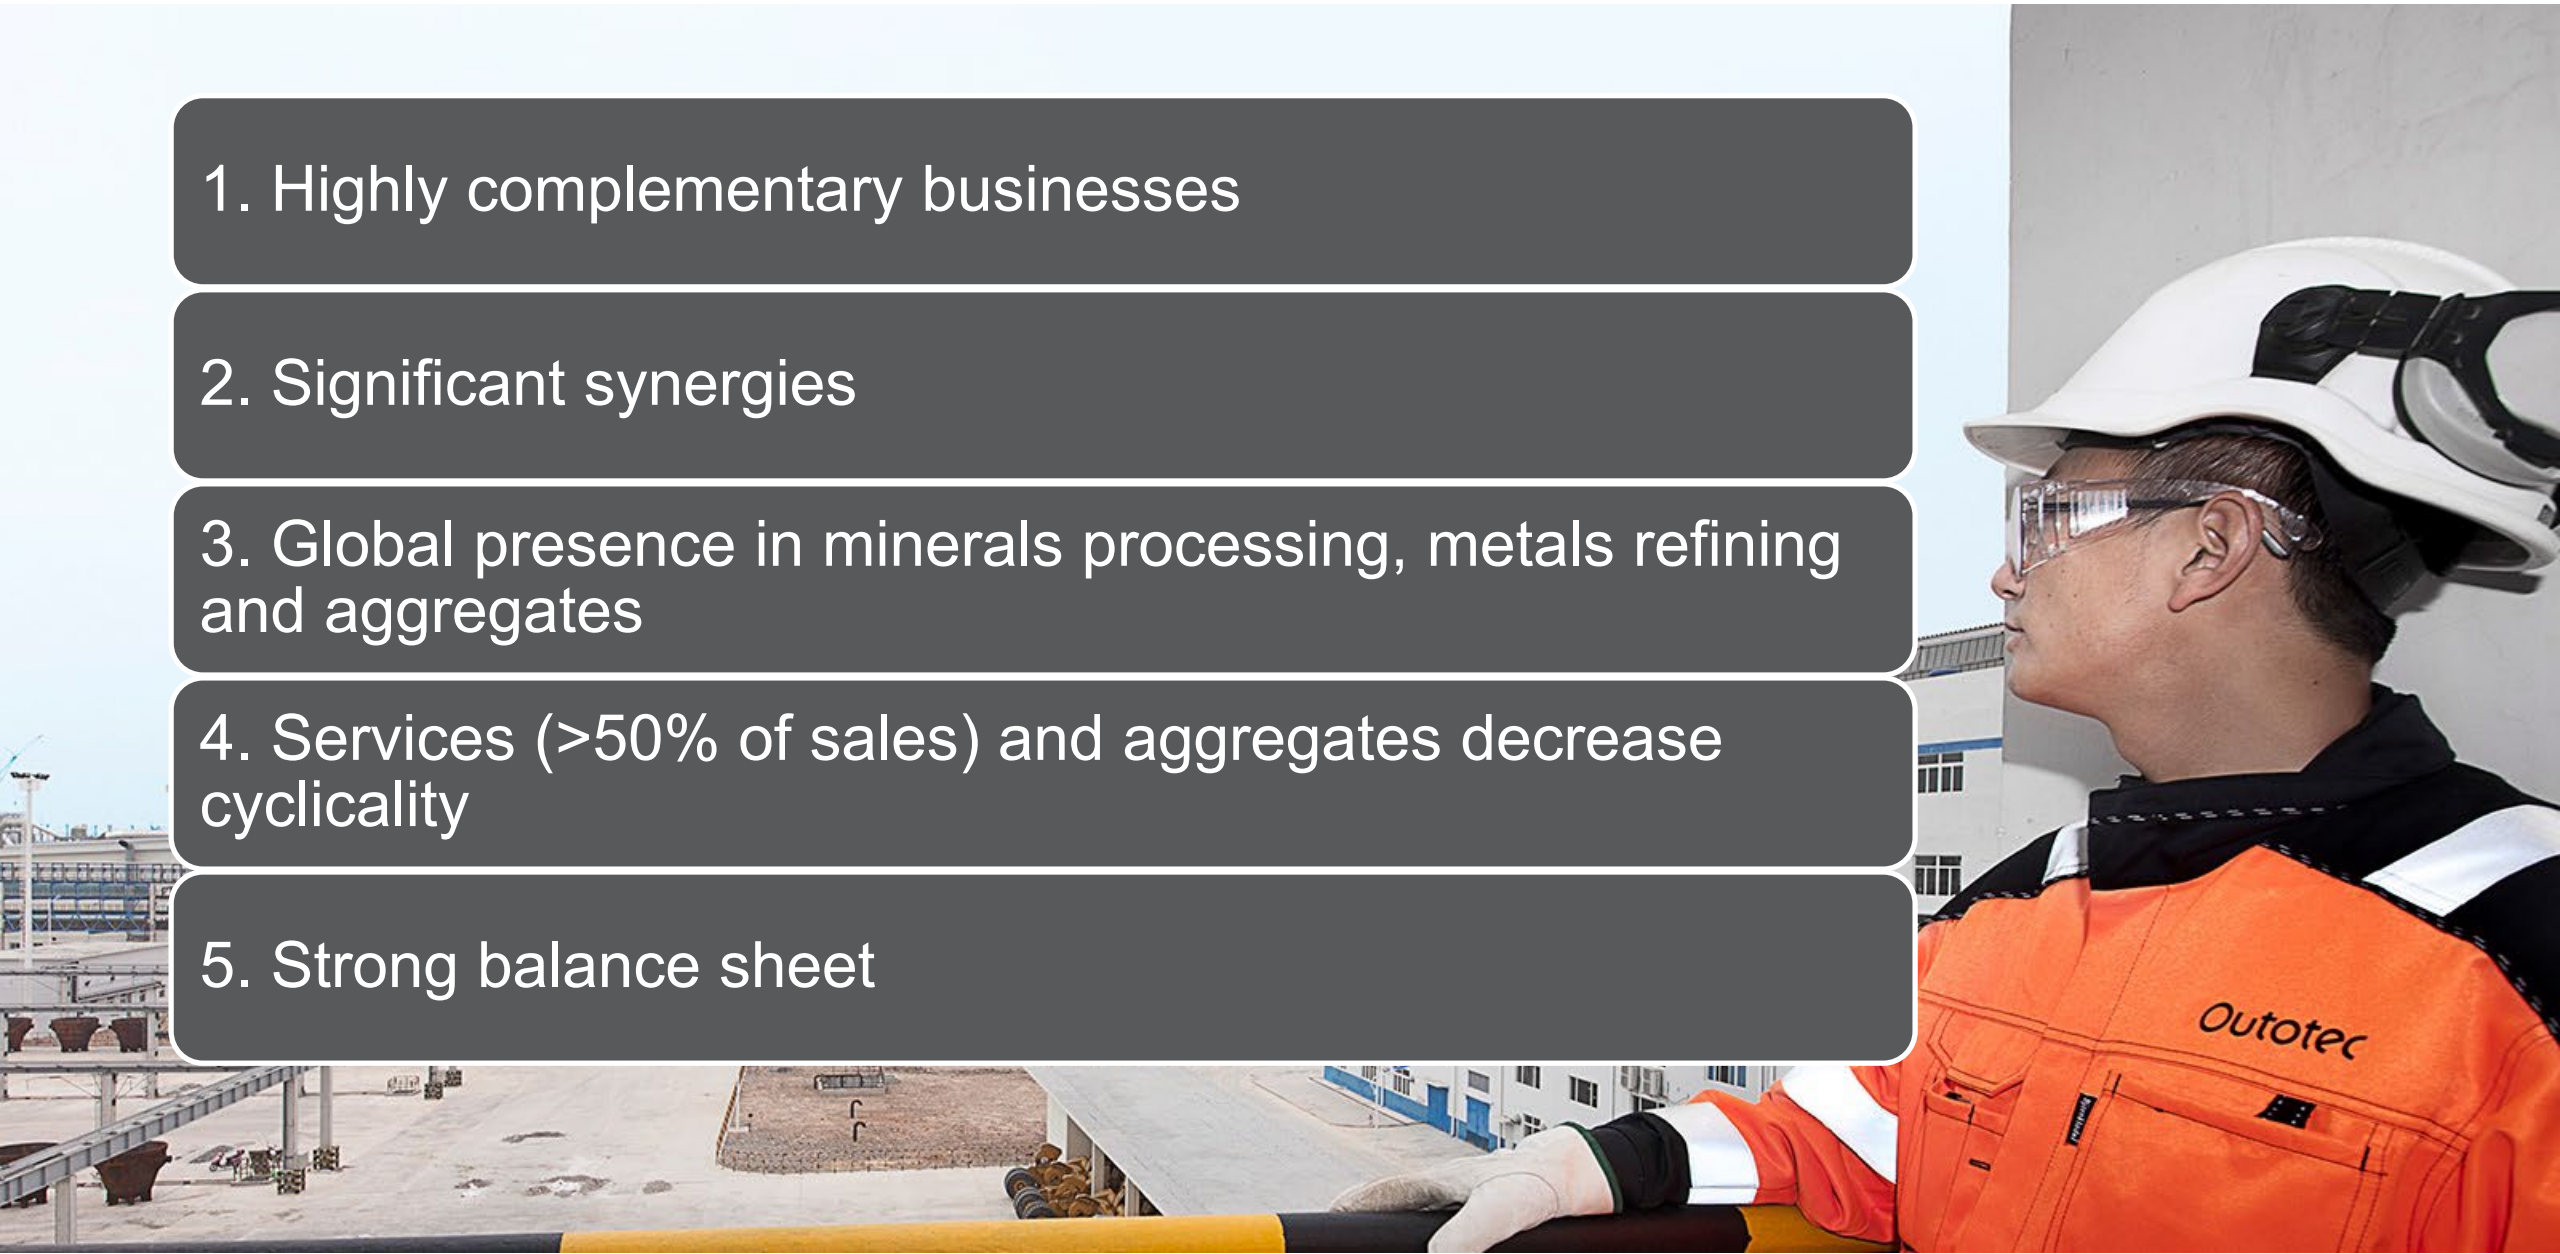 1. Highly complementary businesses
2. Significant synergies
3. Global presence in minerals processing, metals refining
and aggregates
4. Services (>50% of sales) and aggregates decrease
cyclicality
5. Strong balance sheet
Outotec